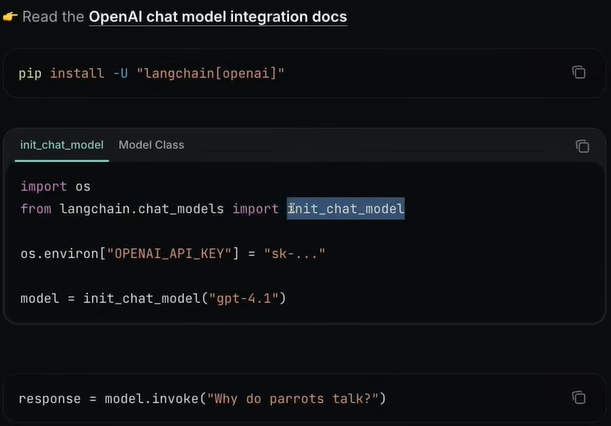 👉 Read the OpenAI chat model integration docs
pip install -U "langchain[openai]"
init_chat_model Model Class
import os
from langchain.chat_models import init_chat_model
os.environ["OPENAI_API_KEY"] = "sk-..."
model = init_chat_model("gpt-4.1")
response = model.invoke("Why do parrots talk?")